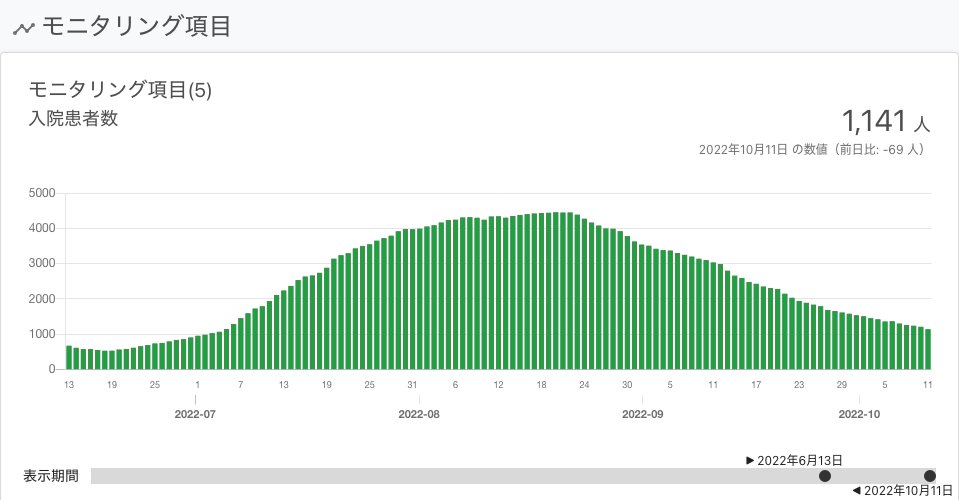 モニタリング項目
モニタリング項目(5)
入院患者数
1,141 人
2022年10月11日 の数値（前日比: -69 人）
5000
4000
3000
2000
1000
0
13 19 25 1 7 13 19 25 31 6 12 18 24 30 5 11 17 23 29 5 11
2022-07 2022-08 2022-09 2022-10
表示期間
▶ 2022年6月13日
◀ 2022年10月11日